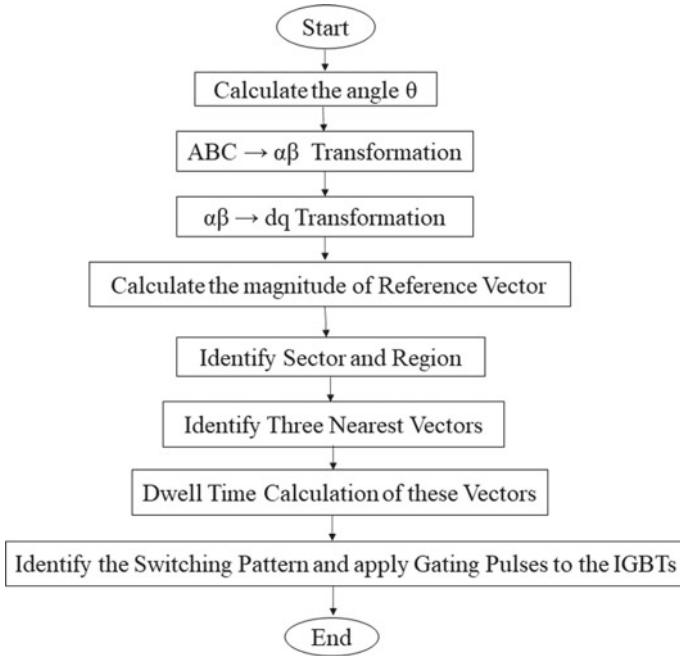 Start
Calculate the angle θ
ABC → αβ Transformation
αβ → dq Transformation
Calculate the magnitude of Reference Vector
Identify Sector and Region
Identify Three Nearest Vectors
Dwell Time Calculation of these Vectors
Identify the Switching Pattern and apply Gating Pulses to the IGBTs
End